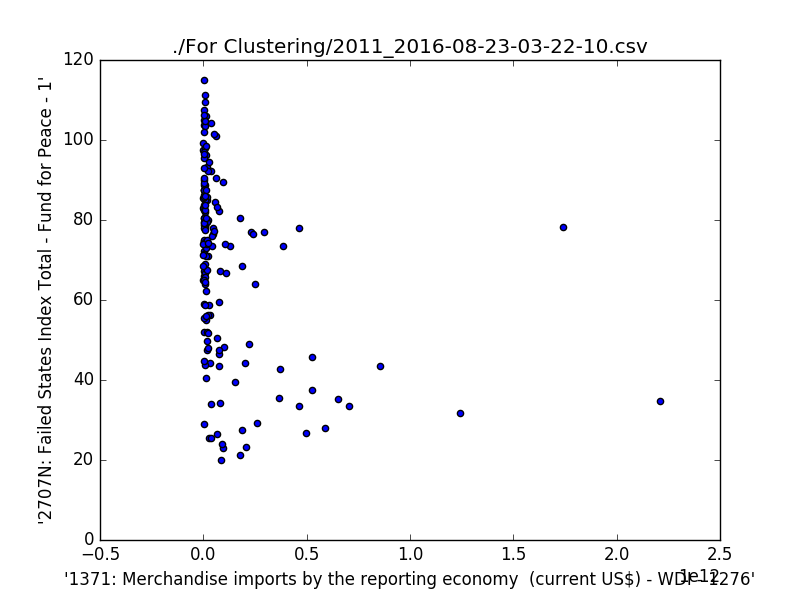 ./For Clustering/2011_2016-08-23-03-22-10.csv
120
100
80
60
40
20
0
'2707N: Failed States Index Total - Fund for Peace - 1'
−0.5 0.0 0.5 1.0 1.5 2.0 2.5
1e12
'1371: Merchandise imports by the reporting economy  (current US$) - WDI - 1276'